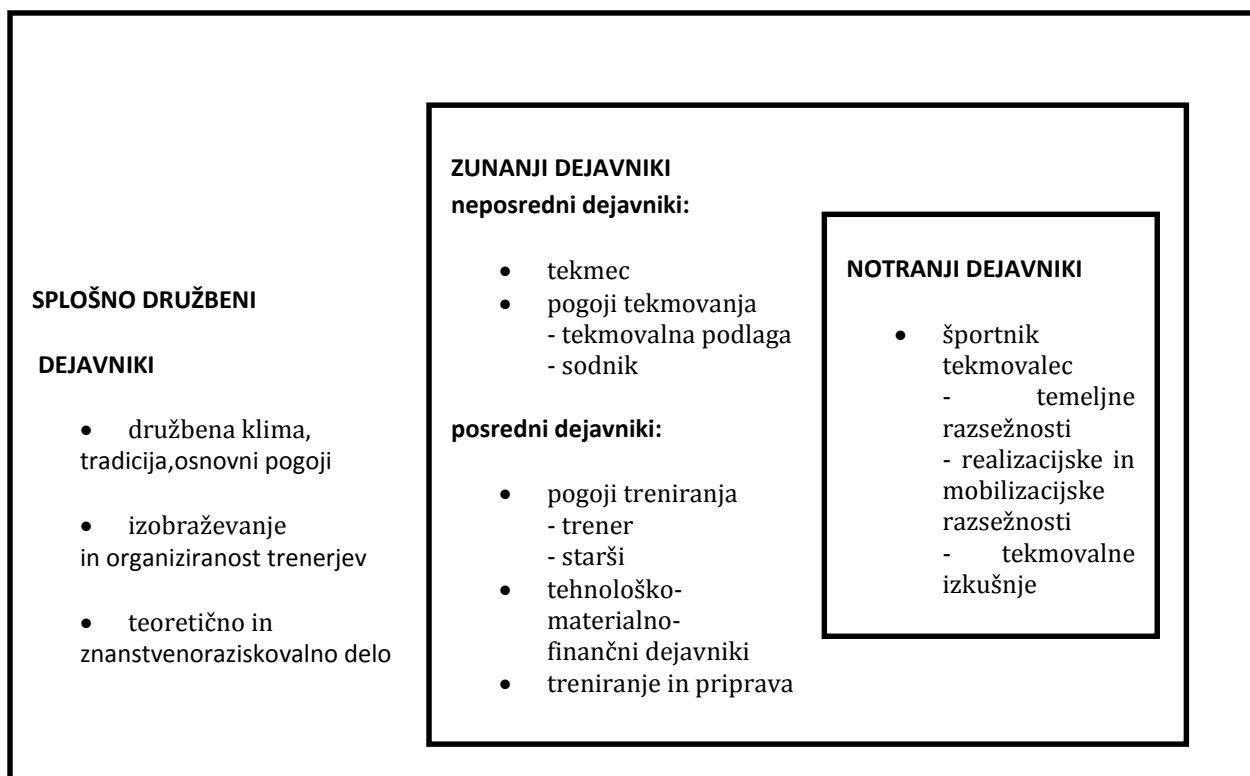 SPLOŠNO DRUŽBENI
DEJAVNIKI
• družbena klima,
tradicija,osnovni pogoji
• izobraževanje
in organiziranost trenerjev
• teoretično in
znanstvenoraziskovalno delo
ZUNANJI DEJAVNIKI
neposredni dejavniki:
• tekmec
• pogoji tekmovanja
- tekmovalna podlaga
- sodnik
posredni dejavniki:
• pogoji treniranja
- trener
- starši
• tehnološko-
materialno-
finančni dejavniki
• treniranje in priprava
NOTRANJI DEJAVNIKI
• športnik
tekmovalec
- temeljne
razsežnosti
- realizacijske in
mobilizacijske
razsežnosti
- tekmovalne
izkušnje